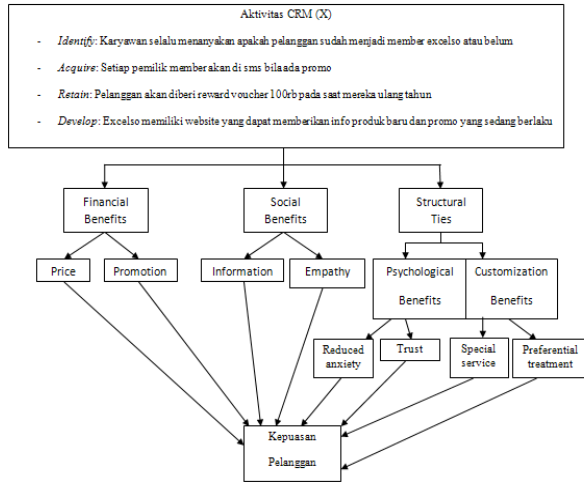 Aktivitas CRM (X)
- Identify: Karyawan selalu menanyakan apakah pelanggan sudah menjadi member excelso atau belum
- Acquire: Setiap pemilik member akan di sms bila ada promo
- Retain: Pelanggan akan diberi reward voucher 100rb pada saat mereka ulang tahun
- Develop: Excelso memiliki website yang dapat memberikan info produk baru dan promo yang sedang berlaku
Financial
Benefits
Social
Benefits
Structural
Ties
Price
Promotion
Information
Empathy
Psychological
Benefits
Customization
Benefits
Reduced
anxiety
Trust
Special
service
Preferential
treatment
Kepuasan
Pelanggan